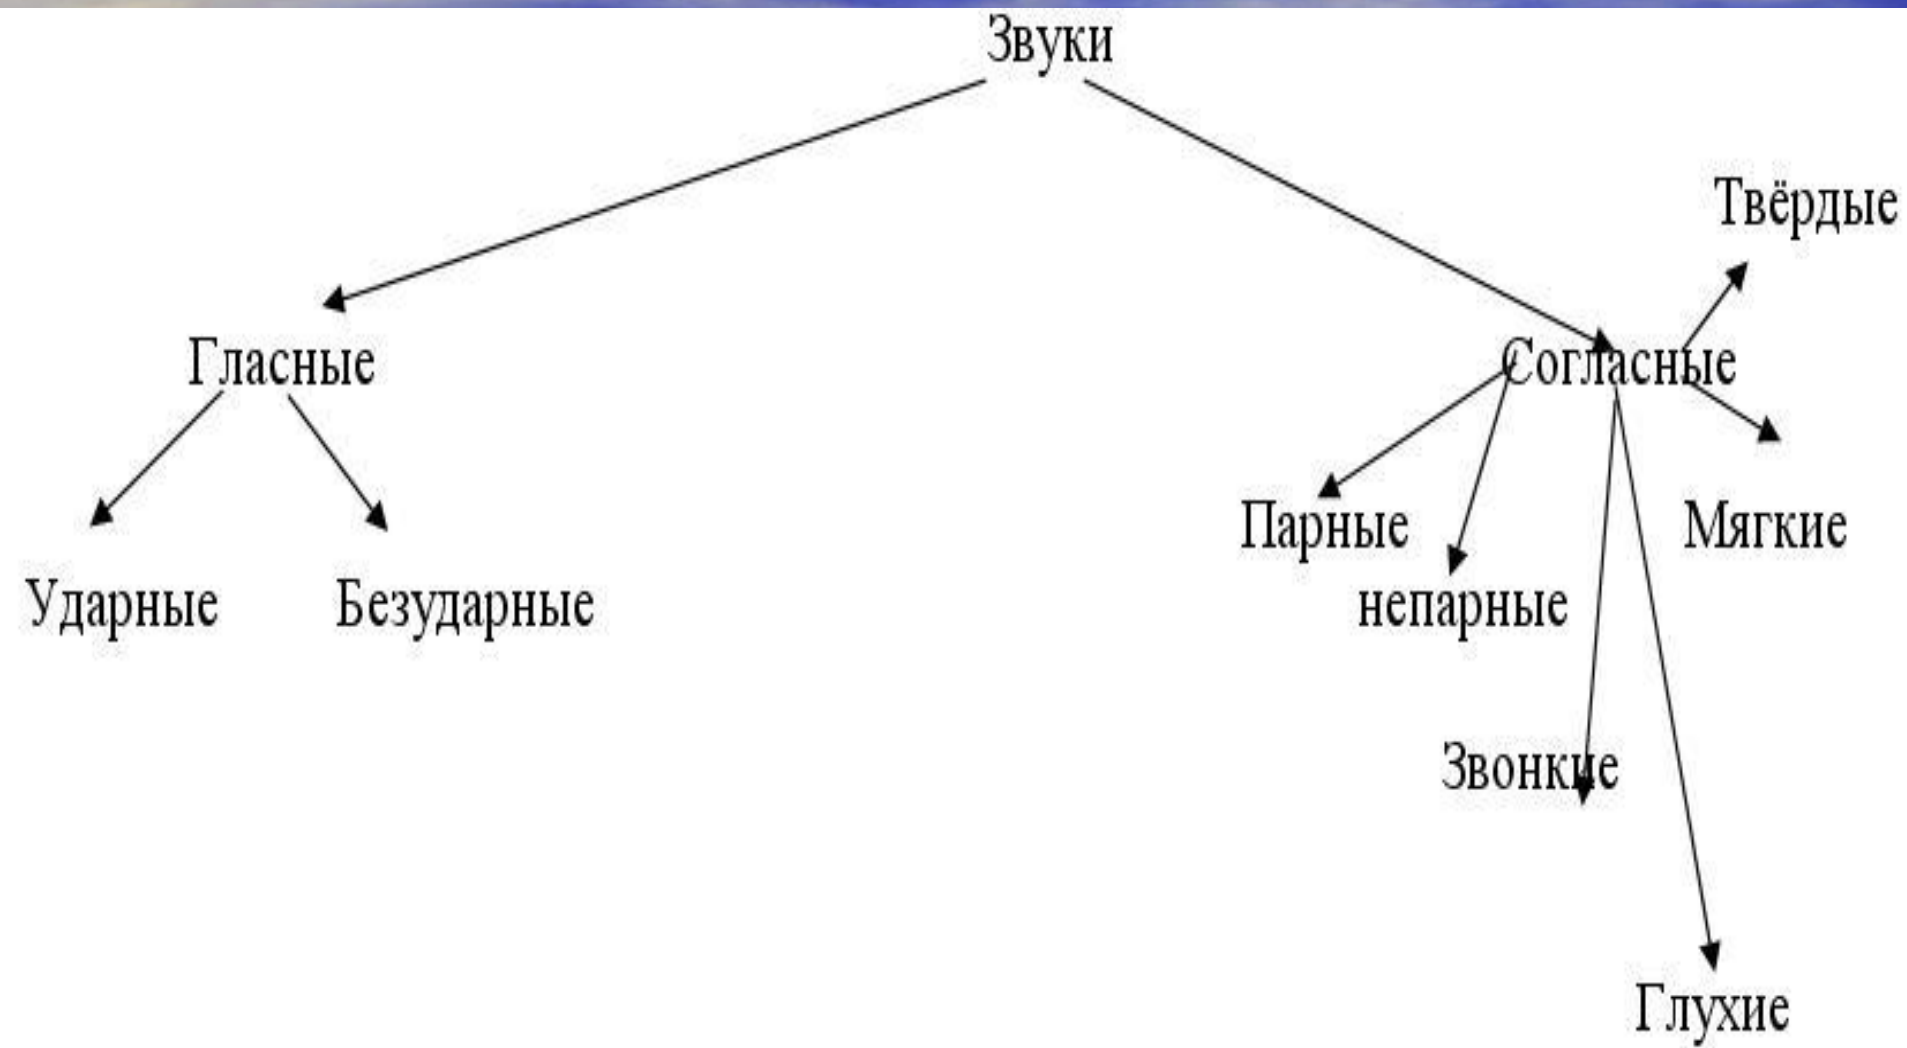 Звуки
Твёрдые
Гласные
Согласные
Парные
Мягкие
Ударные
Безударные
непарные
Звонкие
Глухие